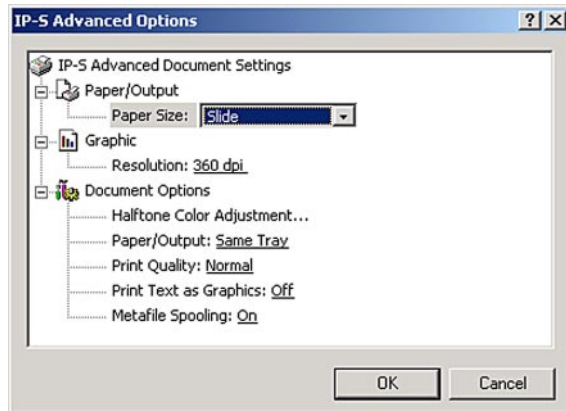 IP-S Advanced Options
IP-S Advanced Document Settings
Paper/Output
Paper Size: Slide
Graphic
Resolution: 360 dpi
Document Options
Halftone Color Adjustment...
Paper/Output: Same Tray
Print Quality: Normal
Print Text as Graphics: Off
Metafile Spooling: On
OK Cancel